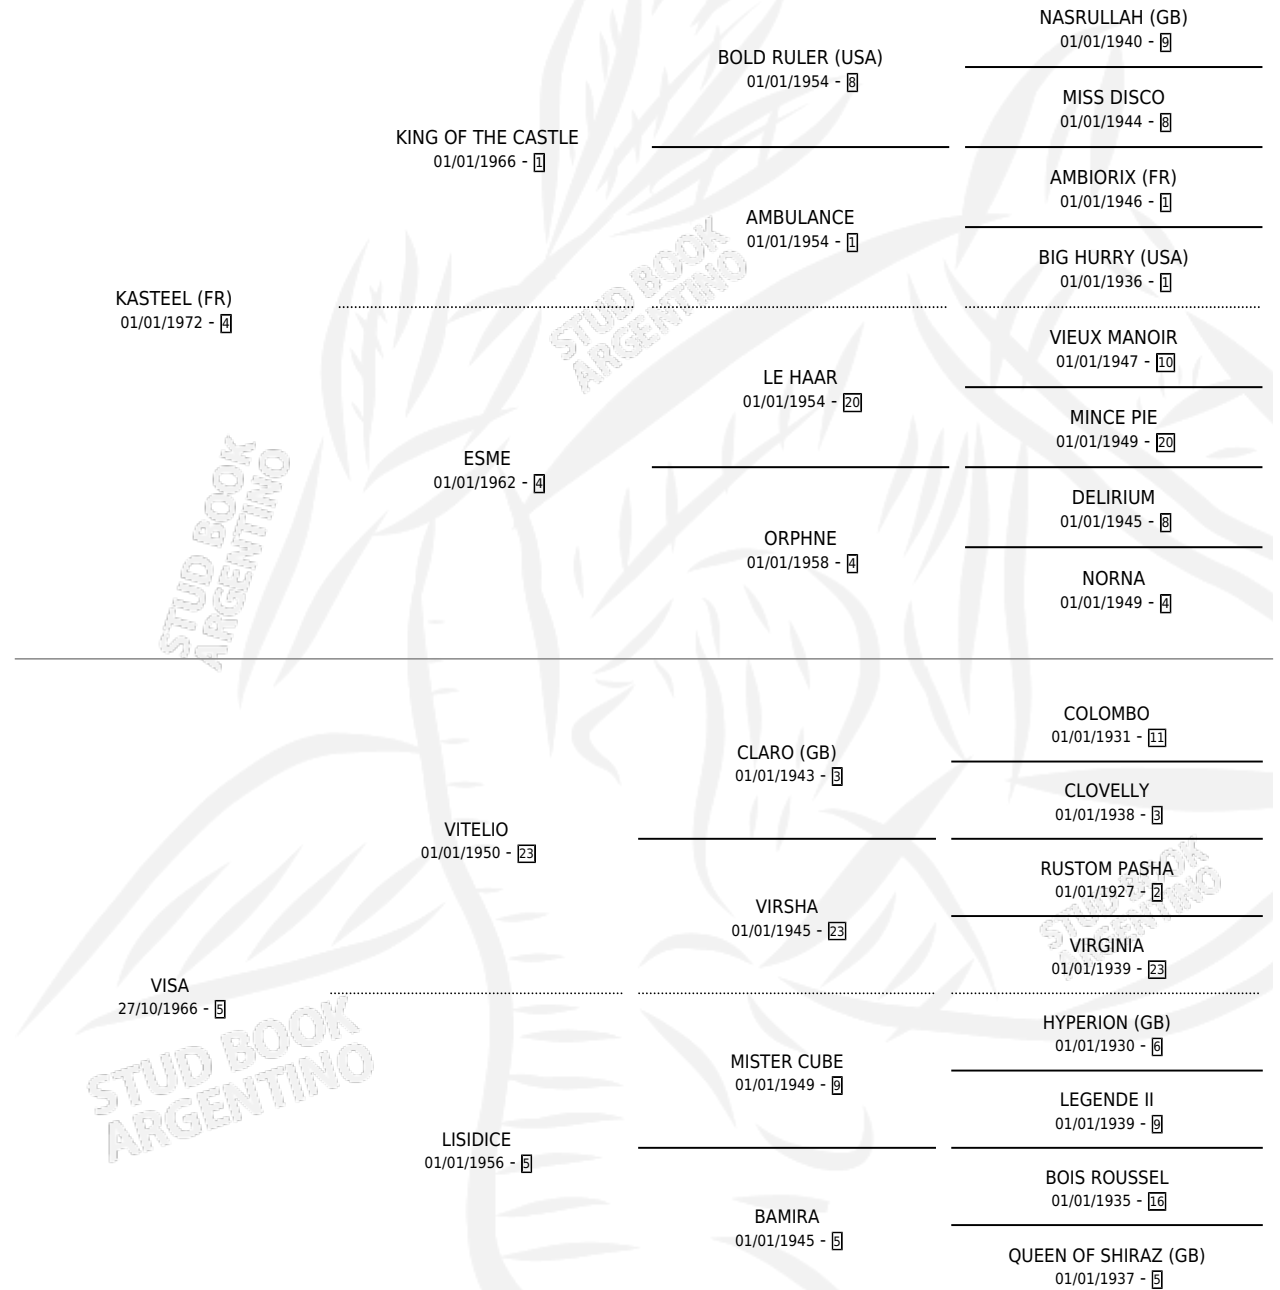 NASRULLAH (GB)
01/01/1940 - 9
BOLD RULER (USA)
01/01/1954 - 8
MISS DISCO
01/01/1944 - 8
KING OF THE CASTLE
01/01/1966 - 1
AMBIORIX (FR)
01/01/1946 - 1
AMBULANCE
01/01/1954 - 1
BIG HURRY (USA)
01/01/1936 - 1
KASTEEL (FR)
01/01/1972 - 4
VIEUX MANOIR
01/01/1947 - 10
LE HAAR
01/01/1954 - 20
MINCE PIE
01/01/1949 - 20
ESME
01/01/1962 - 4
DELIRIUM
01/01/1945 - 8
ORPHNE
01/01/1958 - 4
NORNA
01/01/1949 - 4
COLOMBO
01/01/1931 - 11
CLARO (GB)
01/01/1943 - 3
CLOVELLY
01/01/1938 - 3
VITELIO
01/01/1950 - 23
RUSTOM PASHA
01/01/1927 - 2
VIRSHA
01/01/1945 - 23
VIRGINIA
01/01/1939 - 23
VISA
27/10/1966 - 5
HYPERION (GB)
01/01/1930 - 6
MISTER CUBE
01/01/1949 - 9
LEGENDE II
01/01/1939 - 9
LISIDICE
01/01/1956 - 5
BOIS ROUSSEL
01/01/1935 - 16
BAMIRA
01/01/1945 - 5
QUEEN OF SHIRAZ (GB)
01/01/1937 - 5
STUD BOOK
ARGENTINO
STUD BOOK
ARGENTINO
STUD BOOK
ARGENTINO
STUD BOOK
ARGENTINO